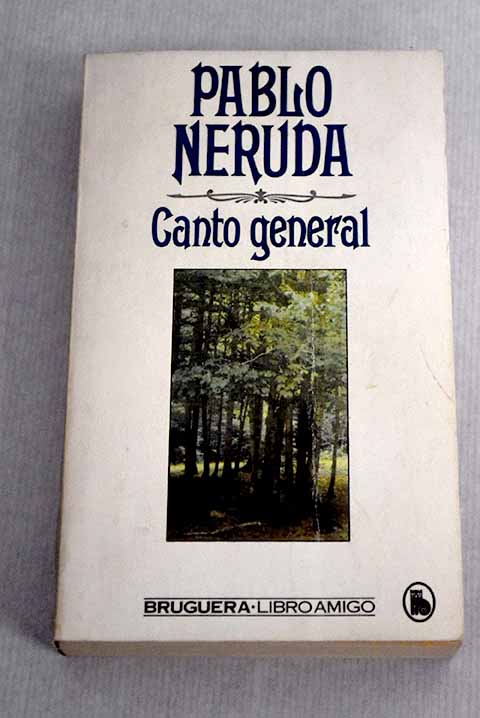 PABLO
NERUDA
Canto general
BRUGUERA·LIBRO AMIGO